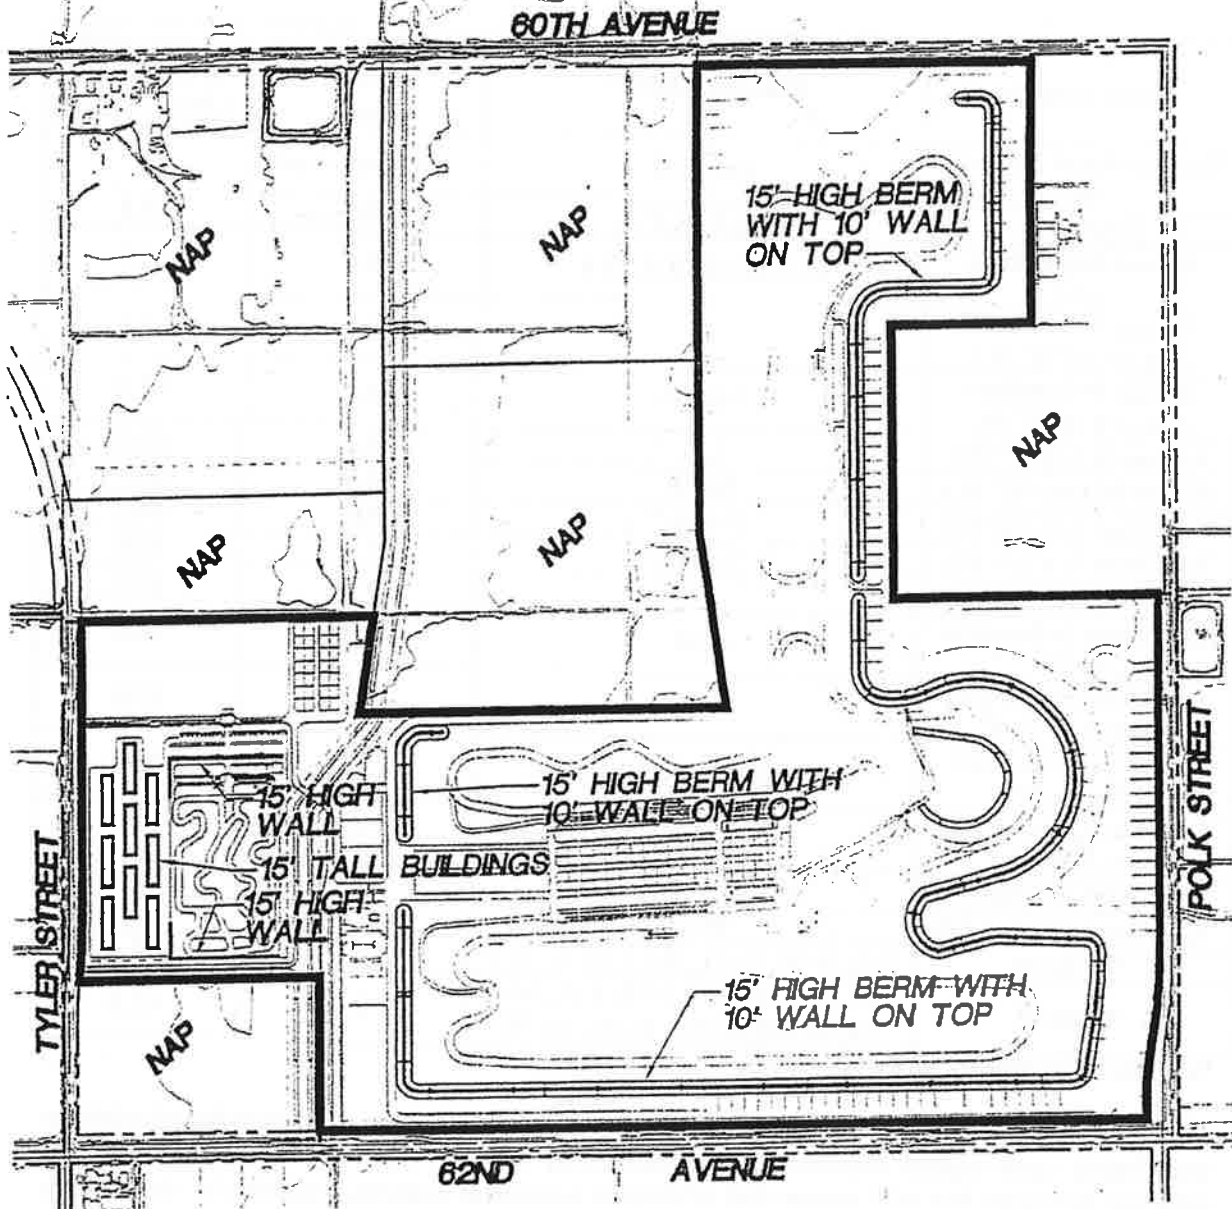 60TH AVENUE
15' HIGH BERM
WITH 10' WALL
ON TOP
NAP
NAP
NAP
NAP
NAP
15' HIGH
WALL
15' HIGH BERM WITH
10' WALL ON TOP
15' TALL BUILDINGS
15' HIGH
WALL
15' HIGH BERM WITH
10' WALL ON TOP
NAP
TYLER STREET
POLK STREET
62ND AVENUE